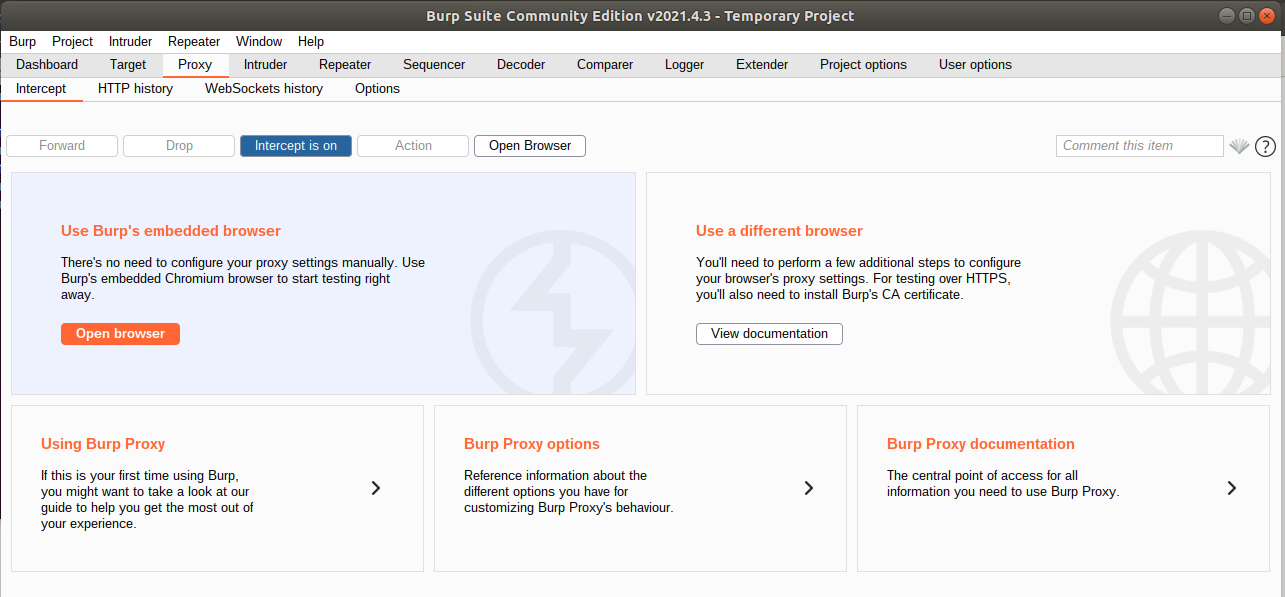 Burp Suite Community Edition v2021.4.3 - Temporary Project
Burp Project Intruder Repeater Window Help
Dashboard Target Proxy Intruder Repeater Sequencer Decoder Comparer Logger Extender Project options User options
Intercept HTTP history WebSockets history Options
Forward Drop Intercept is on Action Open Browser Comment this item ?
Use Burp's embedded browser
There's no need to configure your proxy settings manually. Use
Burp's embedded Chromium browser to start testing right
away.
Open browser
Use a different browser
You'll need to perform a few additional steps to configure
your browser's proxy settings. For testing over HTTPS,
you'll also need to install Burp's CA certificate.
View documentation
Using Burp Proxy
If this is your first time using Burp,
you might want to take a look at our
guide to help you get the most out of
your experience.
Burp Proxy options
Reference information about the
different options you have for
customizing Burp Proxy's behaviour.
Burp Proxy documentation
The central point of access for all
information you need to use Burp Proxy.